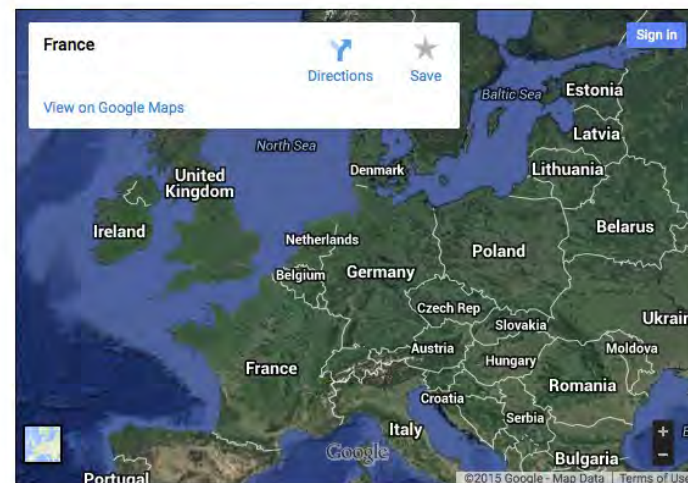 France
Directions
Save
Sign in
View on Google Maps
Baltic Sea
Estonia
North Sea
Latvia
United
Kingdom
Denmark
Lithuania
Ireland
Belarus
Netherlands
Poland
Belgium
Germany
Czech Rep
Ukrain
Slovakia
France
Austria
Moldova
Hungary
Romania
Croatia
Serbia
Italy
Google
Bulgaria
Portugal
©2015 Google - Map Data
Terms of Use